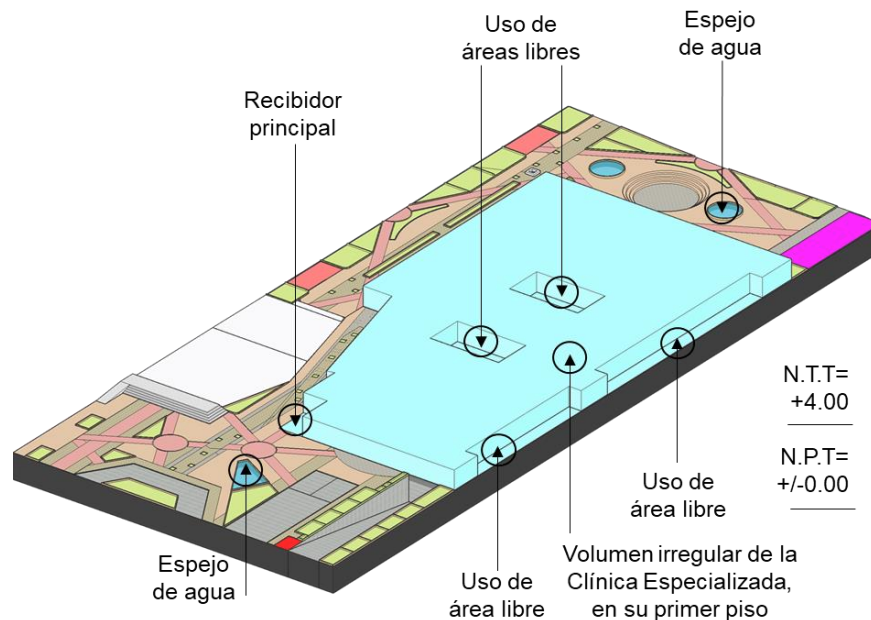 Uso de
áreas libres
Espejo
de agua
Recibidor
principal
N.T.T=
+4.00
N.P.T=
+/-0.00
Uso de
área libre
Volumen irregular de la
Clínica Especializada,
en su primer piso
Uso de
área libre
Espejo
de agua